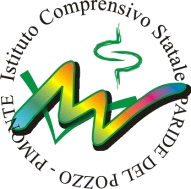 Istituto Comprensivo Statale PARIDE DEL POZZO - PIMONTE